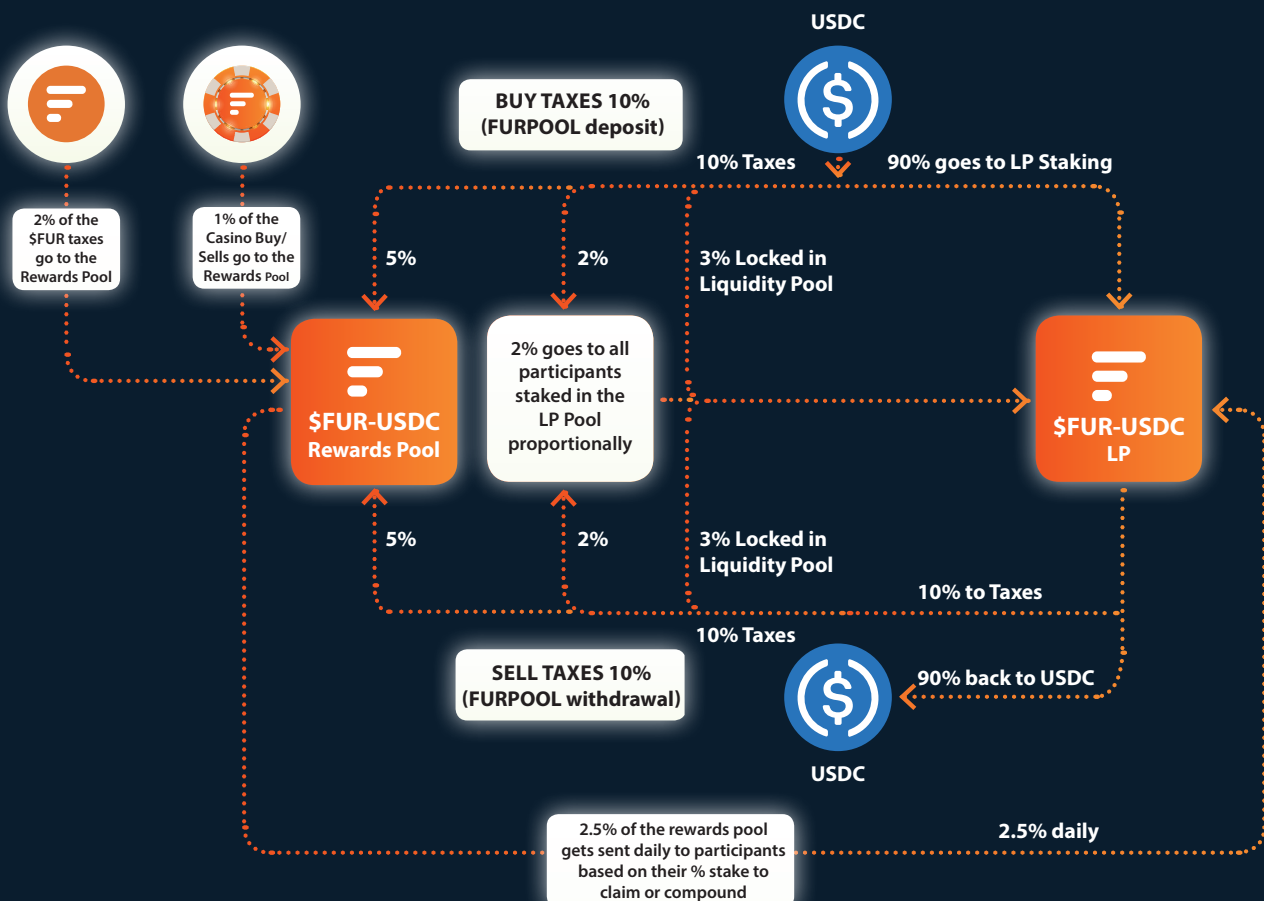 USDC
BUY TAXES 10%
(FURPOOL deposit)
10% Taxes
90% goes to LP Staking
2% of the
$FUR taxes
go to the
Rewards Pool
1% of the
Casino Buy/
Sells go to the
Rewards Pool
5%
2%
3% Locked in
Liquidity Pool
$FUR-USDC
Rewards Pool
2% goes to all
participants
staked in the
LP Pool
proportionally
$FUR-USDC
LP
5%
2%
3% Locked in
Liquidity Pool
10% to Taxes
10% Taxes
SELL TAXES 10%
(FURPOOL withdrawal)
90% back to USDC
USDC
2.5% of the rewards pool
gets sent daily to participants
based on their % stake to
claim or compound
2.5% daily